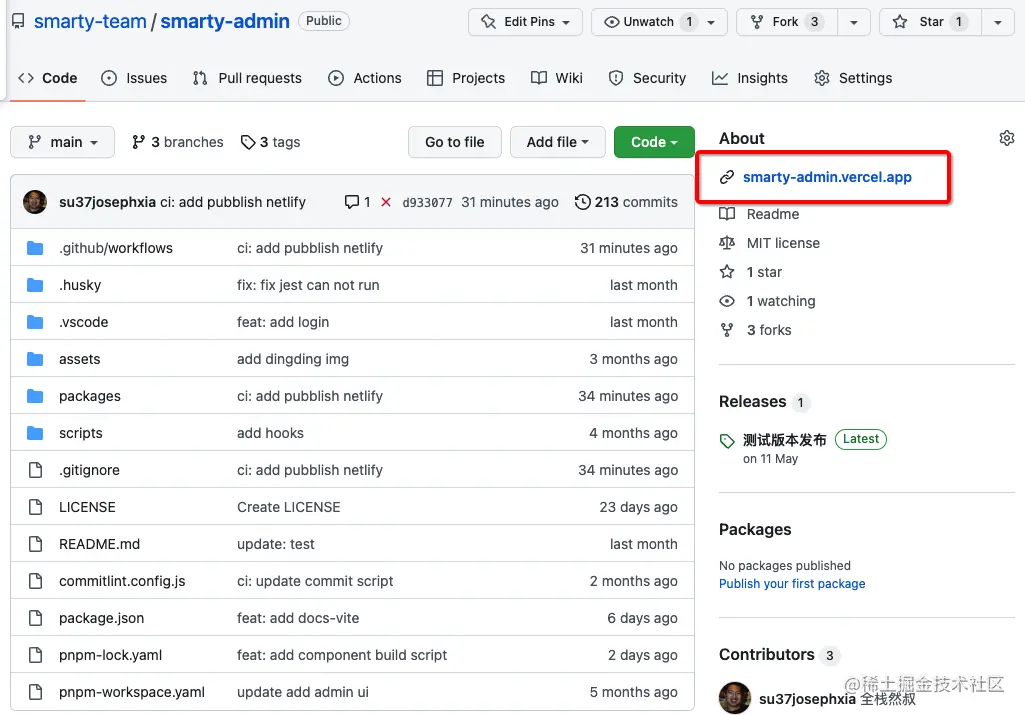 smarty-team / smarty-admin Public Edit Pins Unwatch 1 Fork 3 Star 1
Code Issues Pull requests Actions Projects Wiki Security Insights Settings
main 3 branches 3 tags Go to file Add file Code
su37josephxia ci: add pubblish netlify 1 d933077 31 minutes ago 213 commits
.github/workflows ci: add pubblish netlify 31 minutes ago
.husky fix: fix jest can not run last month
.vscode feat: add login last month
assets add dingding img 3 months ago
packages ci: add pubblish netlify 34 minutes ago
scripts add hooks 4 months ago
.gitignore ci: add pubblish netlify 34 minutes ago
LICENSE Create LICENSE 23 days ago
README.md update: test last month
commitlint.config.js ci: update commit script 2 months ago
package.json feat: add docs-vite 6 days ago
pnpm-lock.yaml feat: add component build script 2 days ago
pnpm-workspace.yaml update add admin ui 5 months ago
About
smarty-admin.vercel.app
Readme
MIT license
1 star
1 watching
3 forks
Releases 1
测试版本发布 Latest
on 11 May
Packages
No packages published
Publish your first package
Contributors 3
su37josephxia 全栈然叔
@稀土掘金技术社区